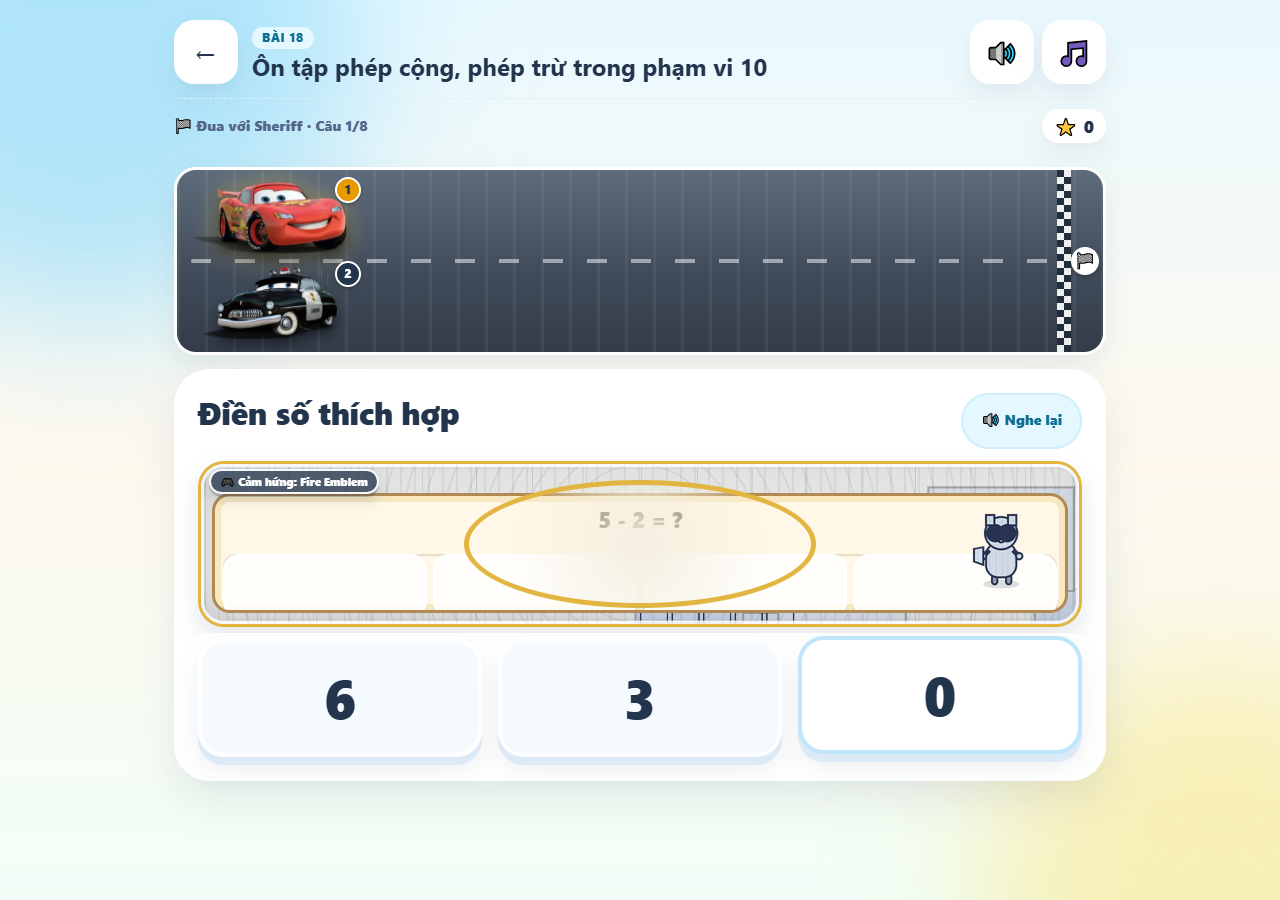 ←
BÀI 18
Ôn tập phép cộng, phép trừ trong phạm vi 10
Đua với Sheriff · Câu 1/8
0
1
2
Điền số thích hợp
Nghe lại
Cảm hứng: Fire Emblem
5 - 2 = ?
6
3
0